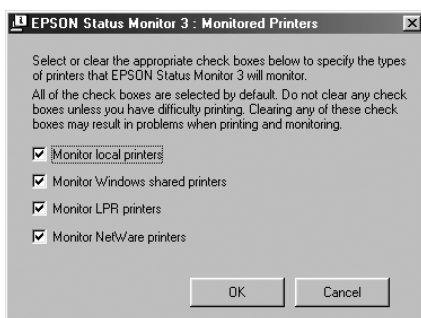 EPSON Status Monitor 3 : Monitored Printers
Select or clear the appropriate check boxes below to specify the types
of printers that EPSON Status Monitor 3 will monitor.
All of the check boxes are selected by default. Do not clear any check
boxes unless you have difficulty printing. Clearing any of these check
boxes may result in problems when printing and monitoring.
Monitor local printers
Monitor Windows shared printers
Monitor LPR printers
Monitor NetWare printers
OK
Cancel